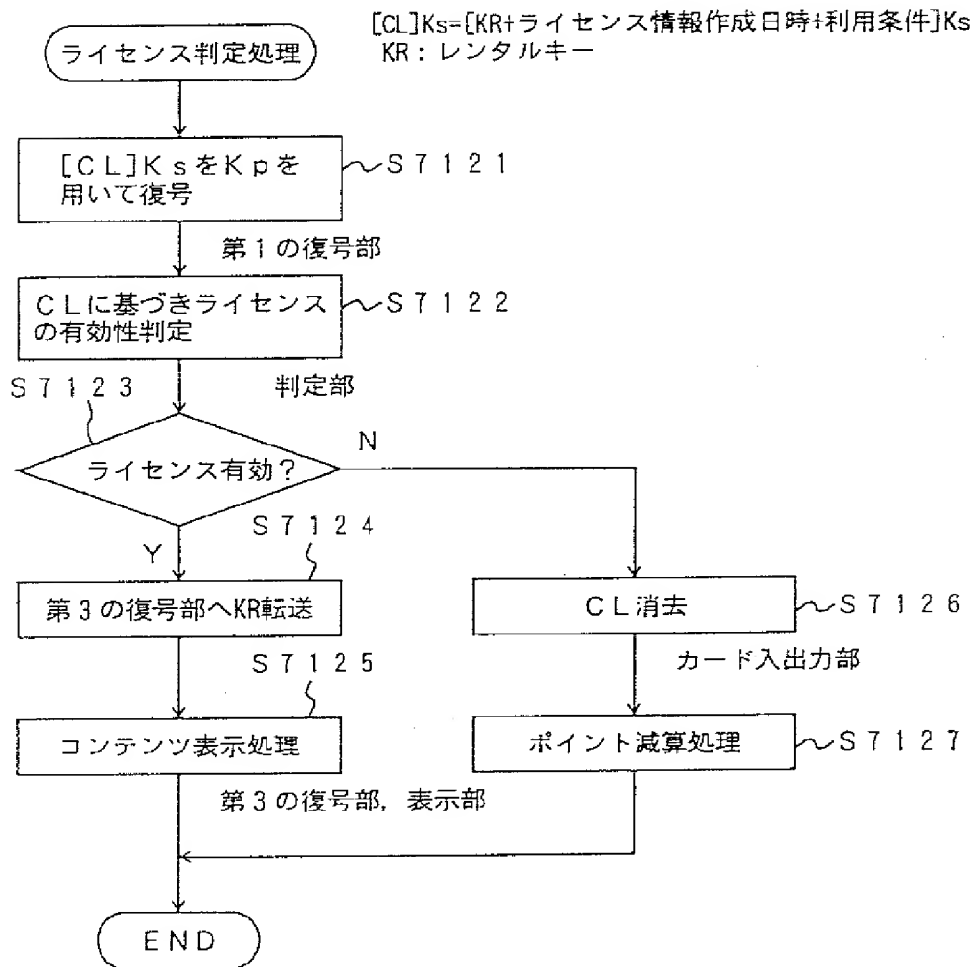 [CL]Ks=[KR+ライセンス情報作成日時+利用条件]Ks
KR:レンタルキー
ライセンス判定処理
[CL]KsをKpを
用いて復号
S7121
第1の復号部
CLに基づきライセンス
の有効性判定
S7122
S7123
判定部
ライセンス有効?
N
Y
S7124
第3の復号部へKR転送
CL消去
S7126
S7125
カード入出力部
コンテンツ表示処理
ポイント減算処理
S7127
第3の復号部,表示部
END